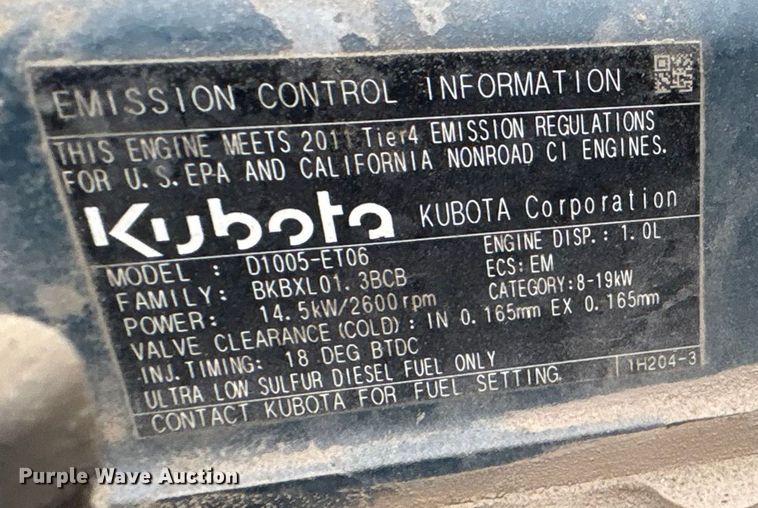 EMISSION CONTROL INFORMATION
THIS ENGINE MEETS 2011 Tier4 EMISSION REGULATIONS
FOR U.S.EPA AND CALIFORNIA NONROAD CI ENGINES.
Kubota KUBOTA Corporation
MODEL : D1005-ET06 ENGINE DISP.: 1.0L
FAMILY: BKBXL01.3BCB ECS: EM
POWER: 14.5kW/2600rpm CATEGORY:8-19kW
VALVE CLEARANCE(COLD): IN 0.165mm EX 0.165mm
INJ.TIMING: 18 DEG BTDC
ULTRA LOW SULFUR DIESEL FUEL ONLY
CONTACT KUBOTA FOR FUEL SETTING. 1H204-3
Purple Wave Auction
Purple Wave Auction